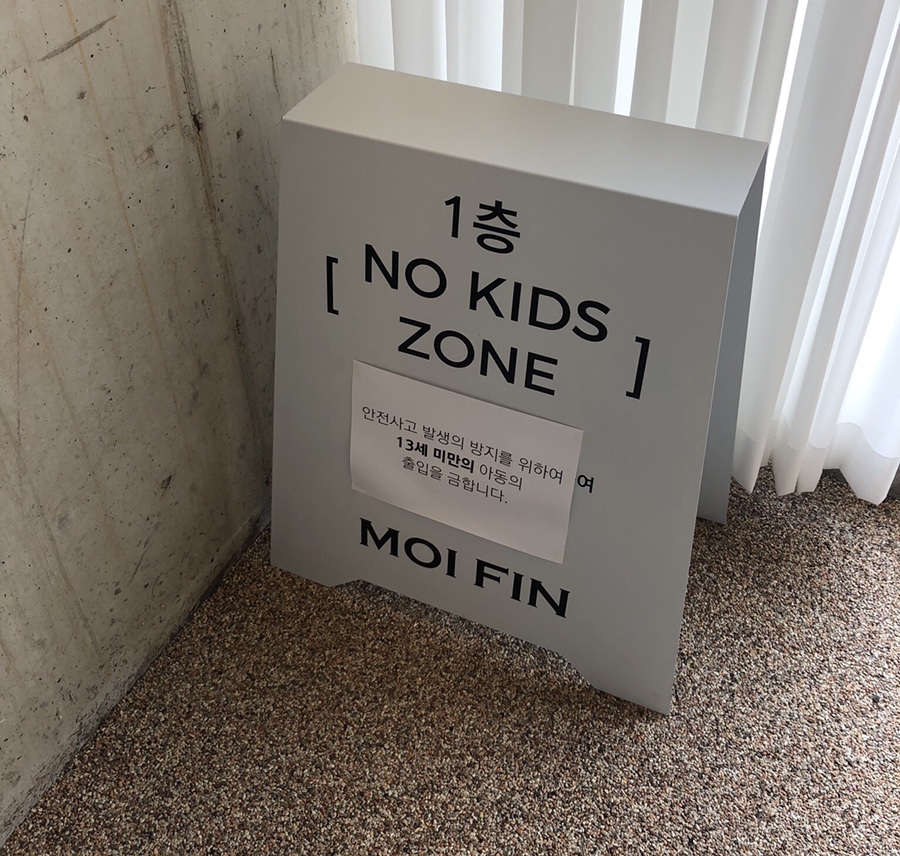 1층
[ NO KIDS
ZONE ]
안전사고 발생의 방지를 위하여 여
13세 미만의 아동의
출입을 금합니다.
MOI FIN